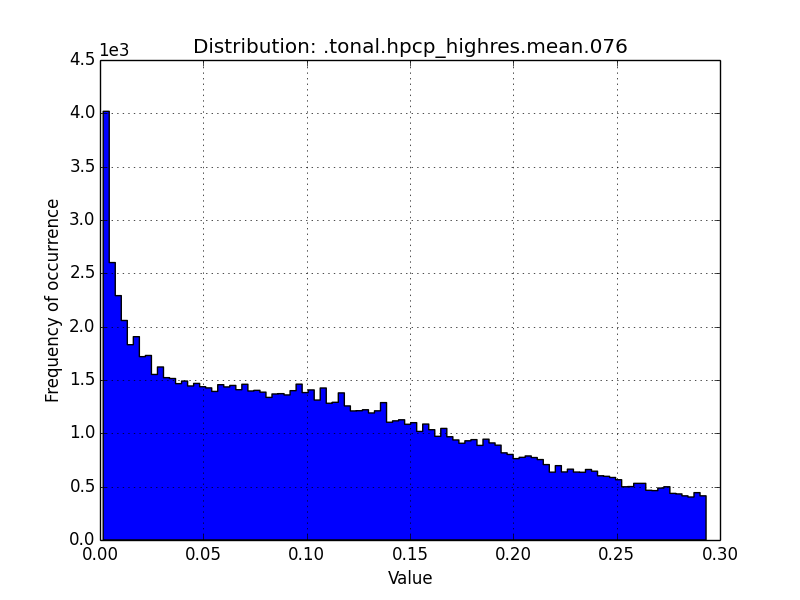 Distribution: .tonal.hpcp_highres.mean.076
1e3
4.5
4.0
3.5
3.0
2.5
2.0
1.5
1.0
0.5
0.0
Frequency of occurrence
0.00 0.05 0.10 0.15 0.20 0.25 0.30
Value